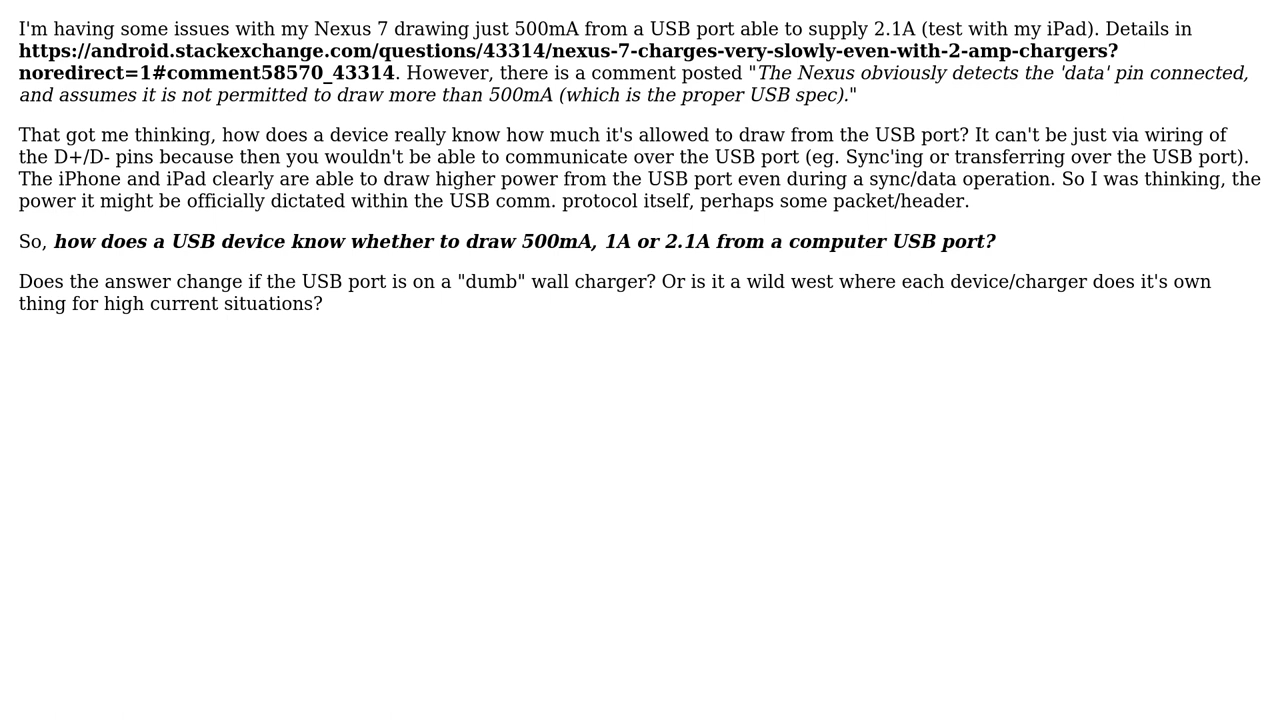 I'm having some issues with my Nexus 7 drawing just 500mA from a USB port able to supply 2.1A (test with my iPad). Details in
https://android.stackexchange.com/questions/43314/nexus-7-charges-very-slowly-even-with-2-amp-chargers?
noredirect=1#comment58570_43314. However, there is a comment posted "The Nexus obviously detects the 'data' pin connected,
and assumes it is not permitted to draw more than 500mA (which is the proper USB spec)."
That got me thinking, how does a device really know how much it's allowed to draw from the USB port? It can't be just via wiring of
the D+/D- pins because then you wouldn't be able to communicate over the USB port (eg. Sync'ing or transferring over the USB port).
The iPhone and iPad clearly are able to draw higher power from the USB port even during a sync/data operation. So I was thinking, the
power it might be officially dictated within the USB comm. protocol itself, perhaps some packet/header.
So, how does a USB device know whether to draw 500mA, 1A or 2.1A from a computer USB port?
Does the answer change if the USB port is on a "dumb" wall charger? Or is it a wild west where each device/charger does it's own
thing for high current situations?